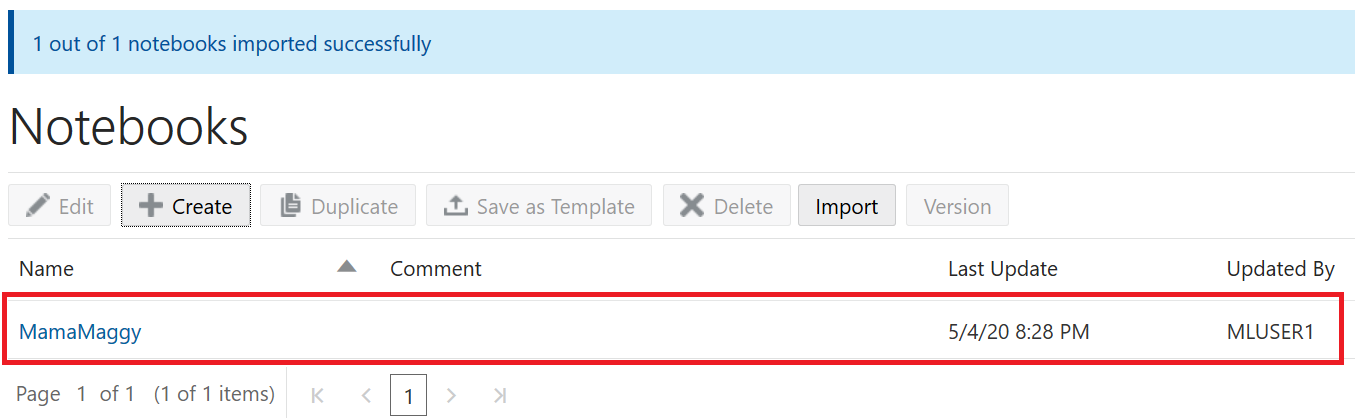 1 out of 1 notebooks imported successfully
Notebooks
Edit Create Duplicate Save as Template Delete Import Version
Name Comment Last Update Updated By
MamaMaggy 5/4/20 8:28 PM MLUSER1
Page 1 of 1 (1 of 1 items) 1